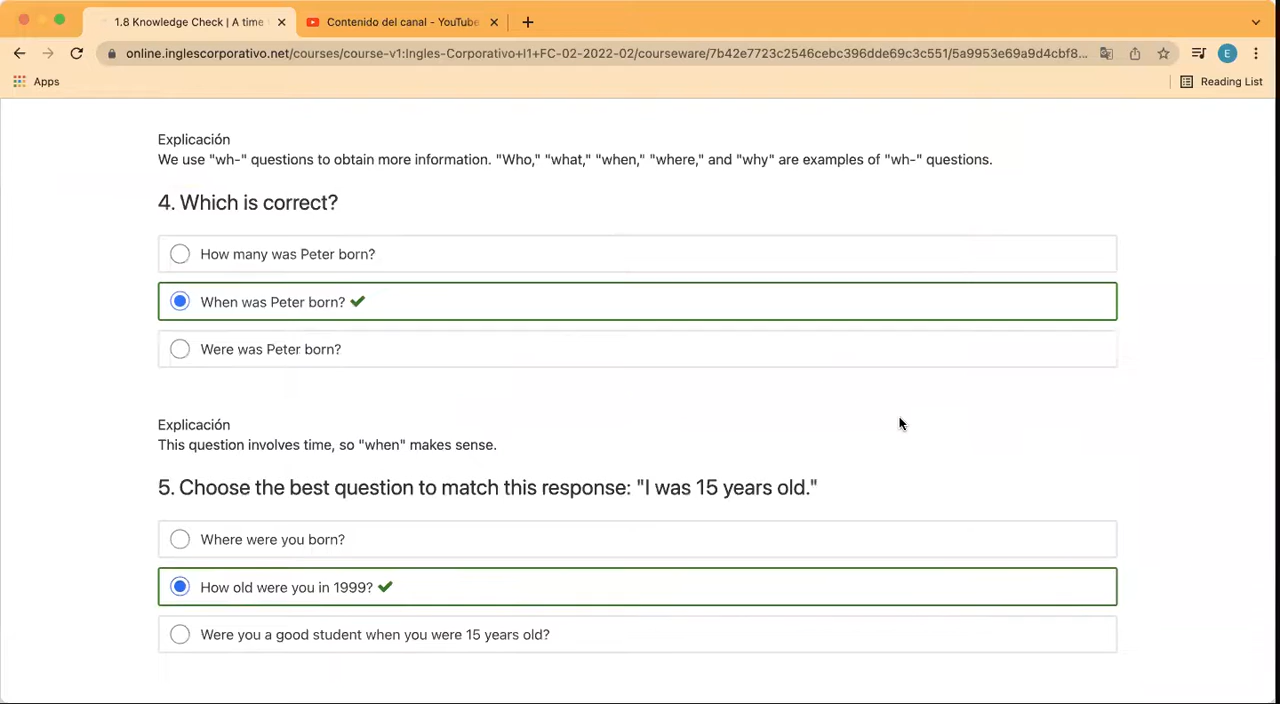 1.8 Knowledge Check | A time
Contenido del canal - YouTube
online.inglescorporativo.net/courses/course-v1:Ingles-Corporativo+I1+FC-02-2022-02/courseware/7b42e7723c2546cebc396dde69c3c551/5a9953e69a9d4cbf8...
E
Apps
Reading List
Explicación
We use "wh-" questions to obtain more information. "Who," "what," "when," "where," and "why" are examples of "wh-" questions.
4. Which is correct?
How many was Peter born?
When was Peter born?
Were was Peter born?
Explicación
This question involves time, so "when" makes sense.
5. Choose the best question to match this response: "I was 15 years old."
Where were you born?
How old were you in 1999?
Were you a good student when you were 15 years old?